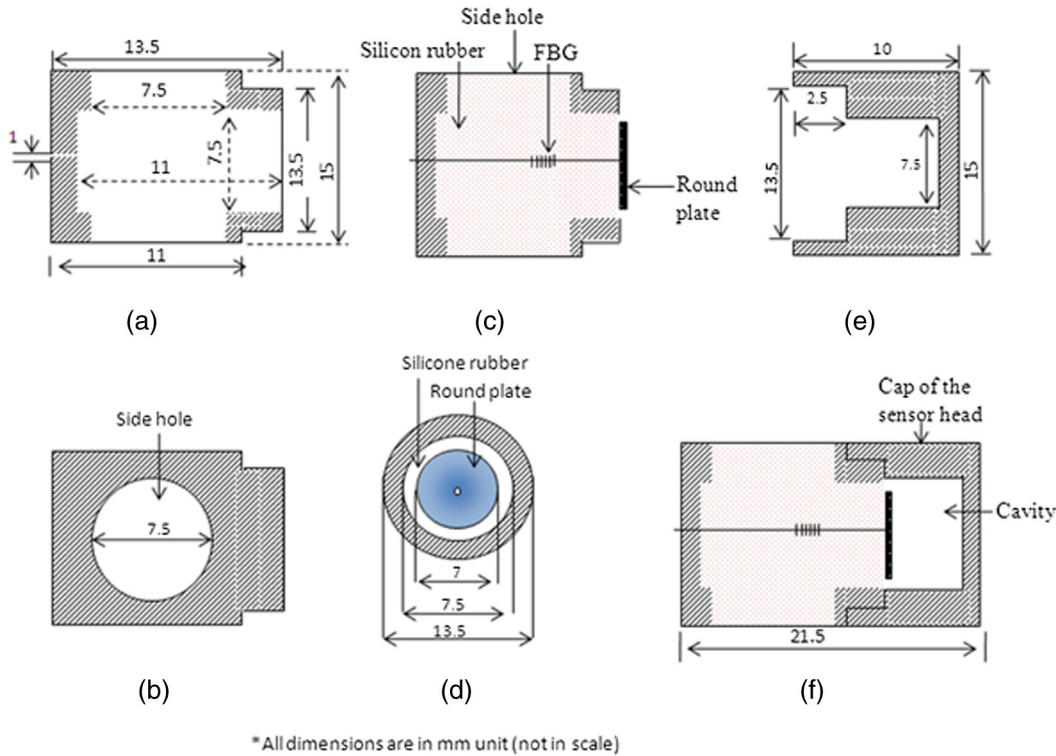 13.5
7.5
1
11
7.5
13.5
15
11
(a)
Side hole
Silicon rubber
FBG
Round
plate
(c)
10
2.5
13.5
7.5
15
(e)
Side hole
7.5
(b)
Silicone rubber
Round plate
7
7.5
13.5
(d)
Cap of the
sensor head
Cavity
21.5
(f)
*All dimensions are in mm unit (not in scale)